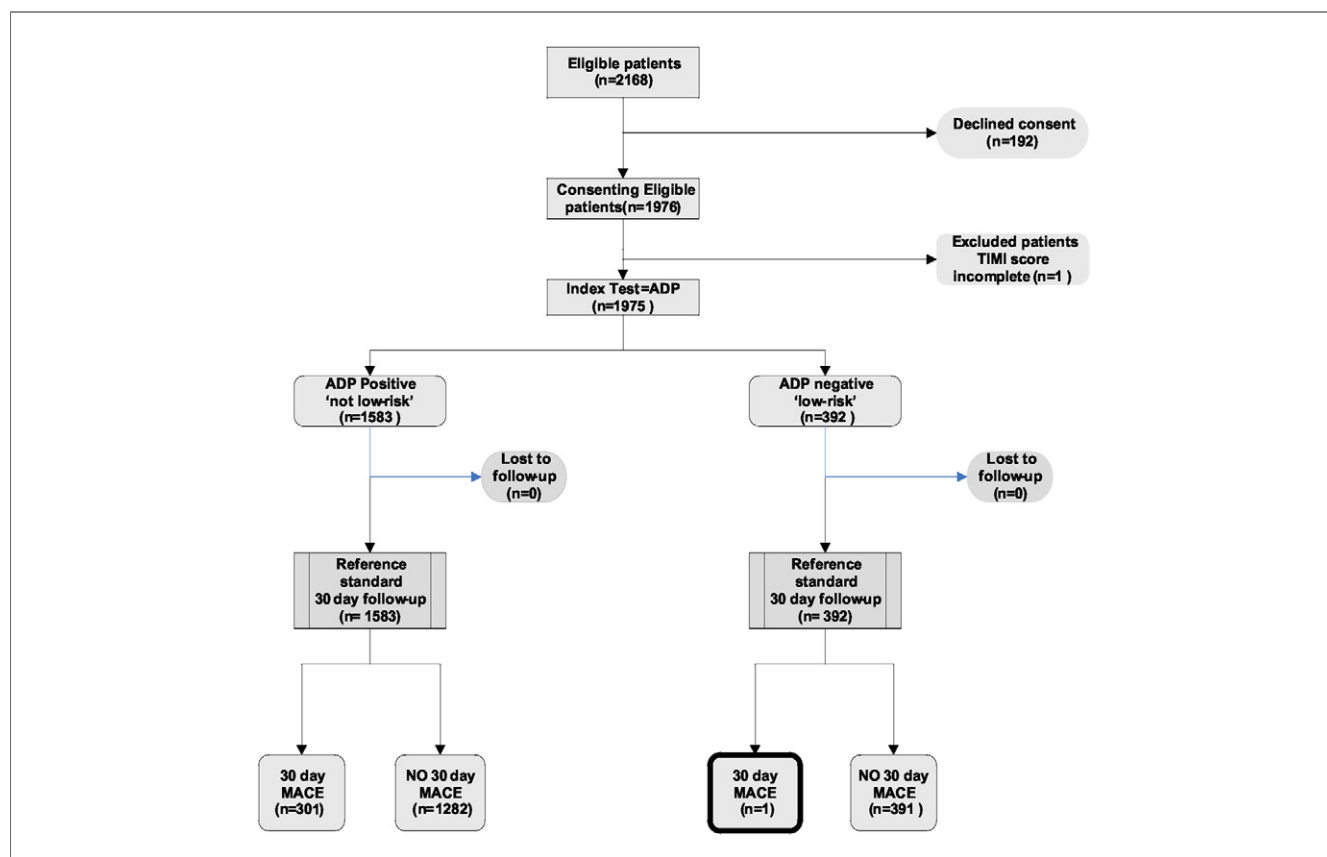 Eligible patients
(n=2168)
Declined consent
(n=192)
Consenting Eligible
patients(n=1976)
Excluded patients
TIMI score
incomplete (n=1 )
Index Test=ADP
(n=1975 )
ADP Positive
‘not low-risk’
(n=1583 )
ADP negative
‘low-risk’
(n=392 )
Lost to
follow-up
(n=0)
Lost to
follow-up
(n=0)
Reference
standard
30 day follow-up
(n= 1583)
Reference
standard
30 day follow-up
(n= 392)
30 day
MACE
(n=301)
NO 30 day
MACE
(n=1282)
30 day
MACE
(n=1)
NO 30 day
MACE
(n=391 )